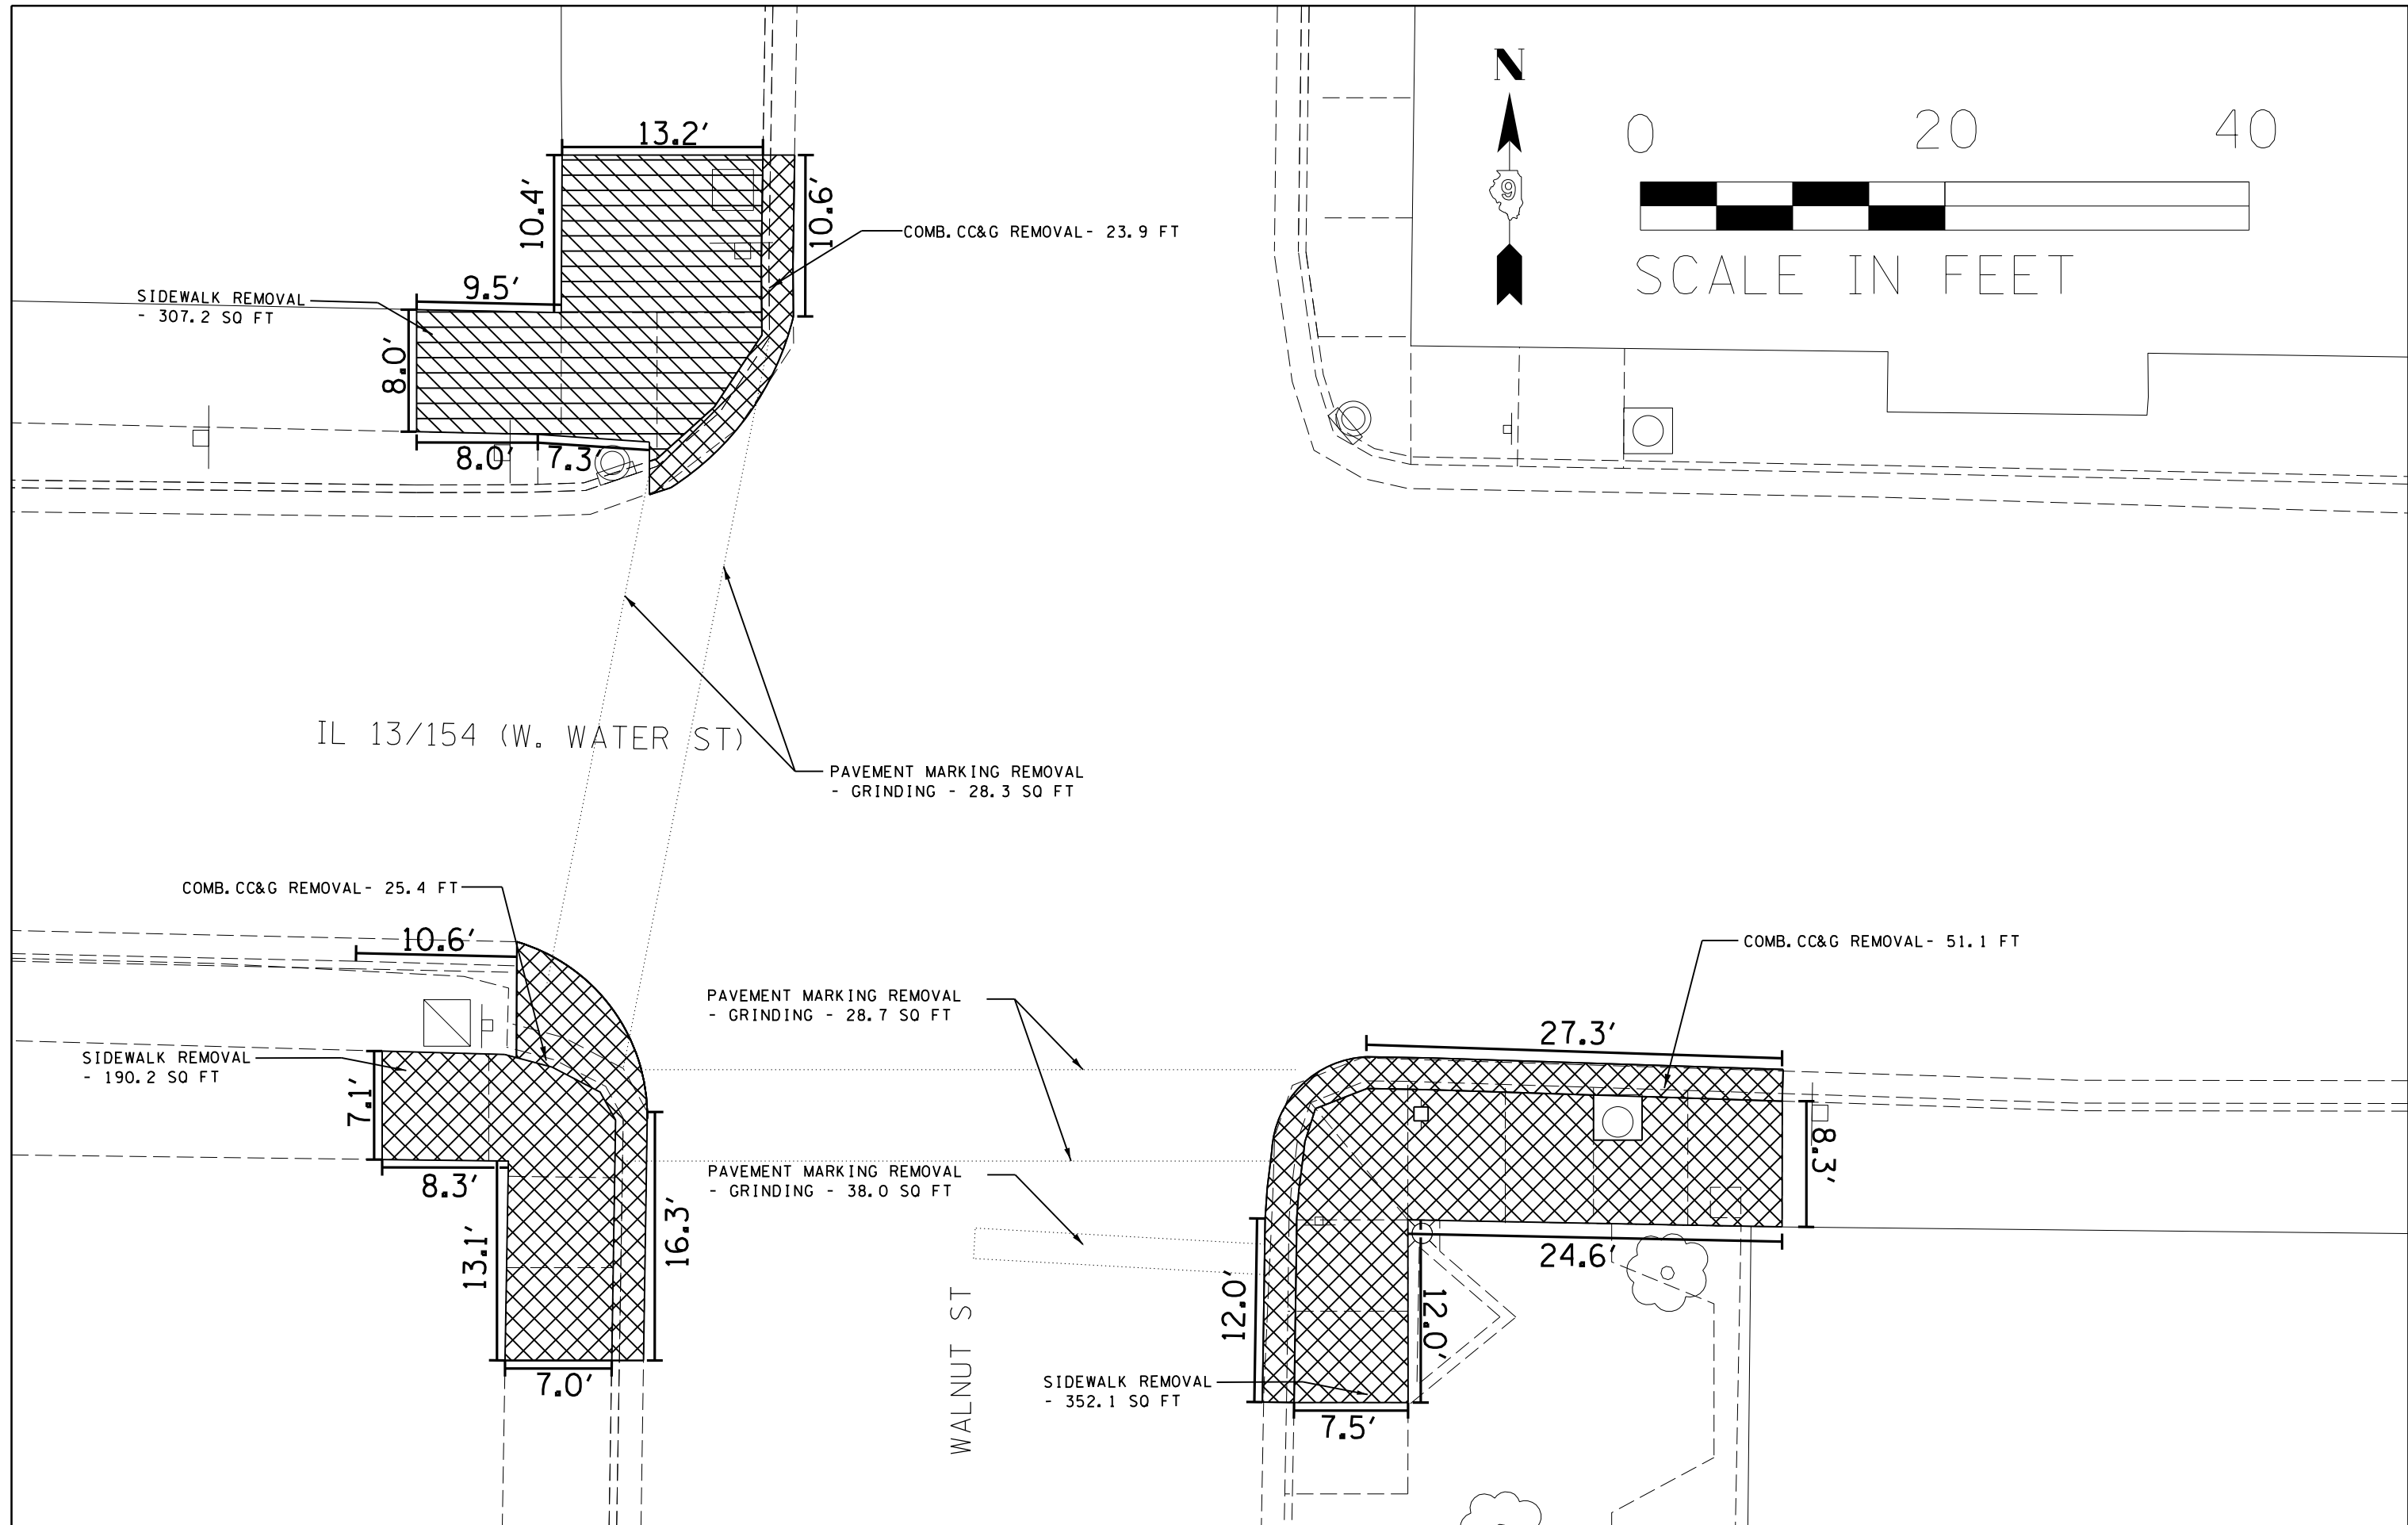 N
9
0 20 40
SCALE IN FEET
13.2'
10.4'
10.6'
COMB. CC&G REMOVAL- 23.9 FT
9.5'
SIDEWALK REMOVAL
- 307.2 SQ FT
8.0'
8.0'
7.3'
IL 13/154 (W. WATER ST)
PAVEMENT MARKING REMOVAL
- GRINDING - 28.3 SQ FT
COMB. CC&G REMOVAL- 25.4 FT
10.6'
COMB. CC&G REMOVAL- 51.1 FT
PAVEMENT MARKING REMOVAL
- GRINDING - 28.7 SQ FT
27.3'
SIDEWALK REMOVAL
- 190.2 SQ FT
7.1'
8.3'
8.3'
PAVEMENT MARKING REMOVAL
- GRINDING - 38.0 SQ FT
13.1'
16.3'
24.6'
12.0'
12.0'
WALNUT ST
7.0'
SIDEWALK REMOVAL
- 352.1 SQ FT
7.5'